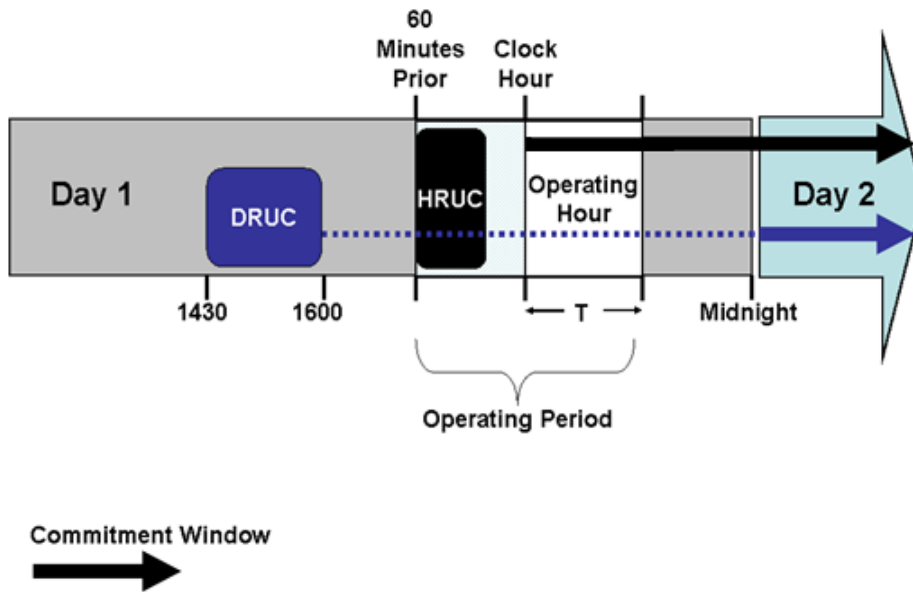 60
Minutes
Prior
Clock
Hour
Day 1
DRUC
HRUC
Operating
Hour
Day 2
1430
1600
T
Midnight
Operating Period
Commitment Window